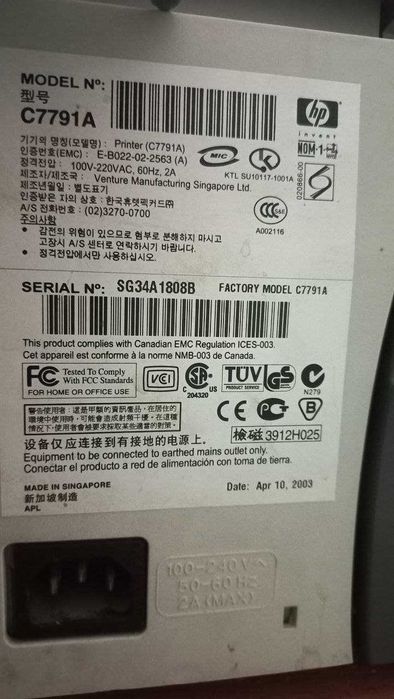 MODEL Nº:
型号
C7791A
hp
invent
기기의 명칭(모델명): Printer (C7791A)
인증번호(EMC) : E-B022-02-2563 (A)
정격전압 : 100V-220VAC, 60Hz, 2A
제조자/제조국 : Venture Manufacturing Singapore Ltd.
제조년월일 : 별도표기
인증받은 자의 상호: 한국휴렛팩커드㈜
A/S 전화번호 : (02)3270-0700
주의사항
• 감전의 위험이 있으므로 함부로 분해하지 마시고
고장시 A/S 센터로 연락하시기 바랍니다.
• 정격전압에서만 사용하십시오.
MIC
KTL SU10117-1001A
NOM-1-
020866-00
CCC S&E
A002116
SERIAL Nº: SG34A1808B FACTORY MODEL C7791A
This product complies with Canadian EMC Regulation ICES-003.
Cet appareil est conforme à la norme NMB-003 de Canada.
FC Tested To Comply
With FCC Standards
FOR HOME OR OFFICE USE
VCI
C US
204320
TÜV
PRODUCT SERVICE
GS
N279
CE
B
警告使用者: 這是甲類的資訊產品, 在居住的
環境中使用時, 可能會造成射頻干擾, 在這種
情況下, 使用者會被要求採取某些適當的對策.
檢磁 3912H025
设备仅应连接到有接地的电源上.
Equipment to be connected to earthed mains outlet only.
Conectar el producto a red de alimentación con toma de tierra.
MADE IN SINGAPORE
新加坡制造
APL
Date: Apr 10, 2003
100-240V~
50-60 Hz
2A (MAX)